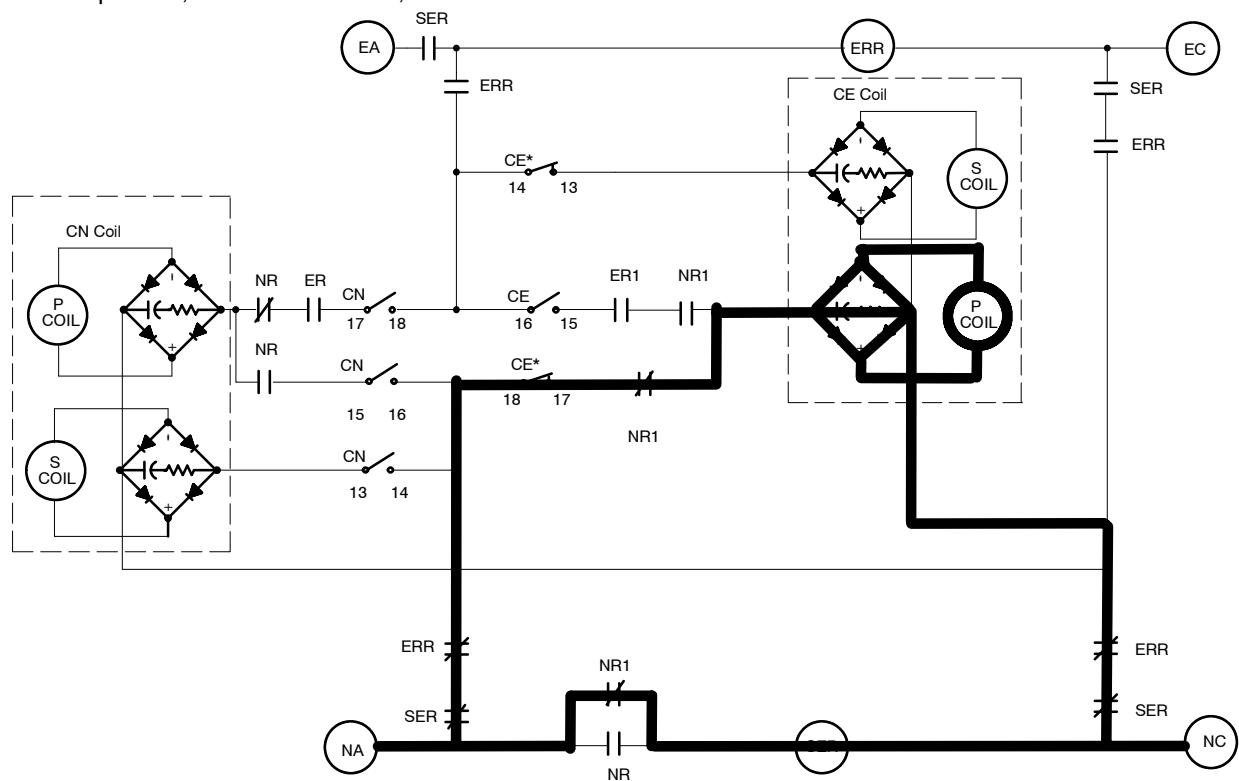 SER
EA
ERR
EC
ERR
SER
CE Coil
ERR
CE*
14
13
S
COIL
CN Coil
NR
ER
CN
CE
ER1
NR1
P
COIL
17
18
16
15
P
COIL
NR
CN
CE*
15
16
18
17
NR1
S
COIL
CN
13
14
ERR
ERR
NR1
SER
SER
NA
NC
NR